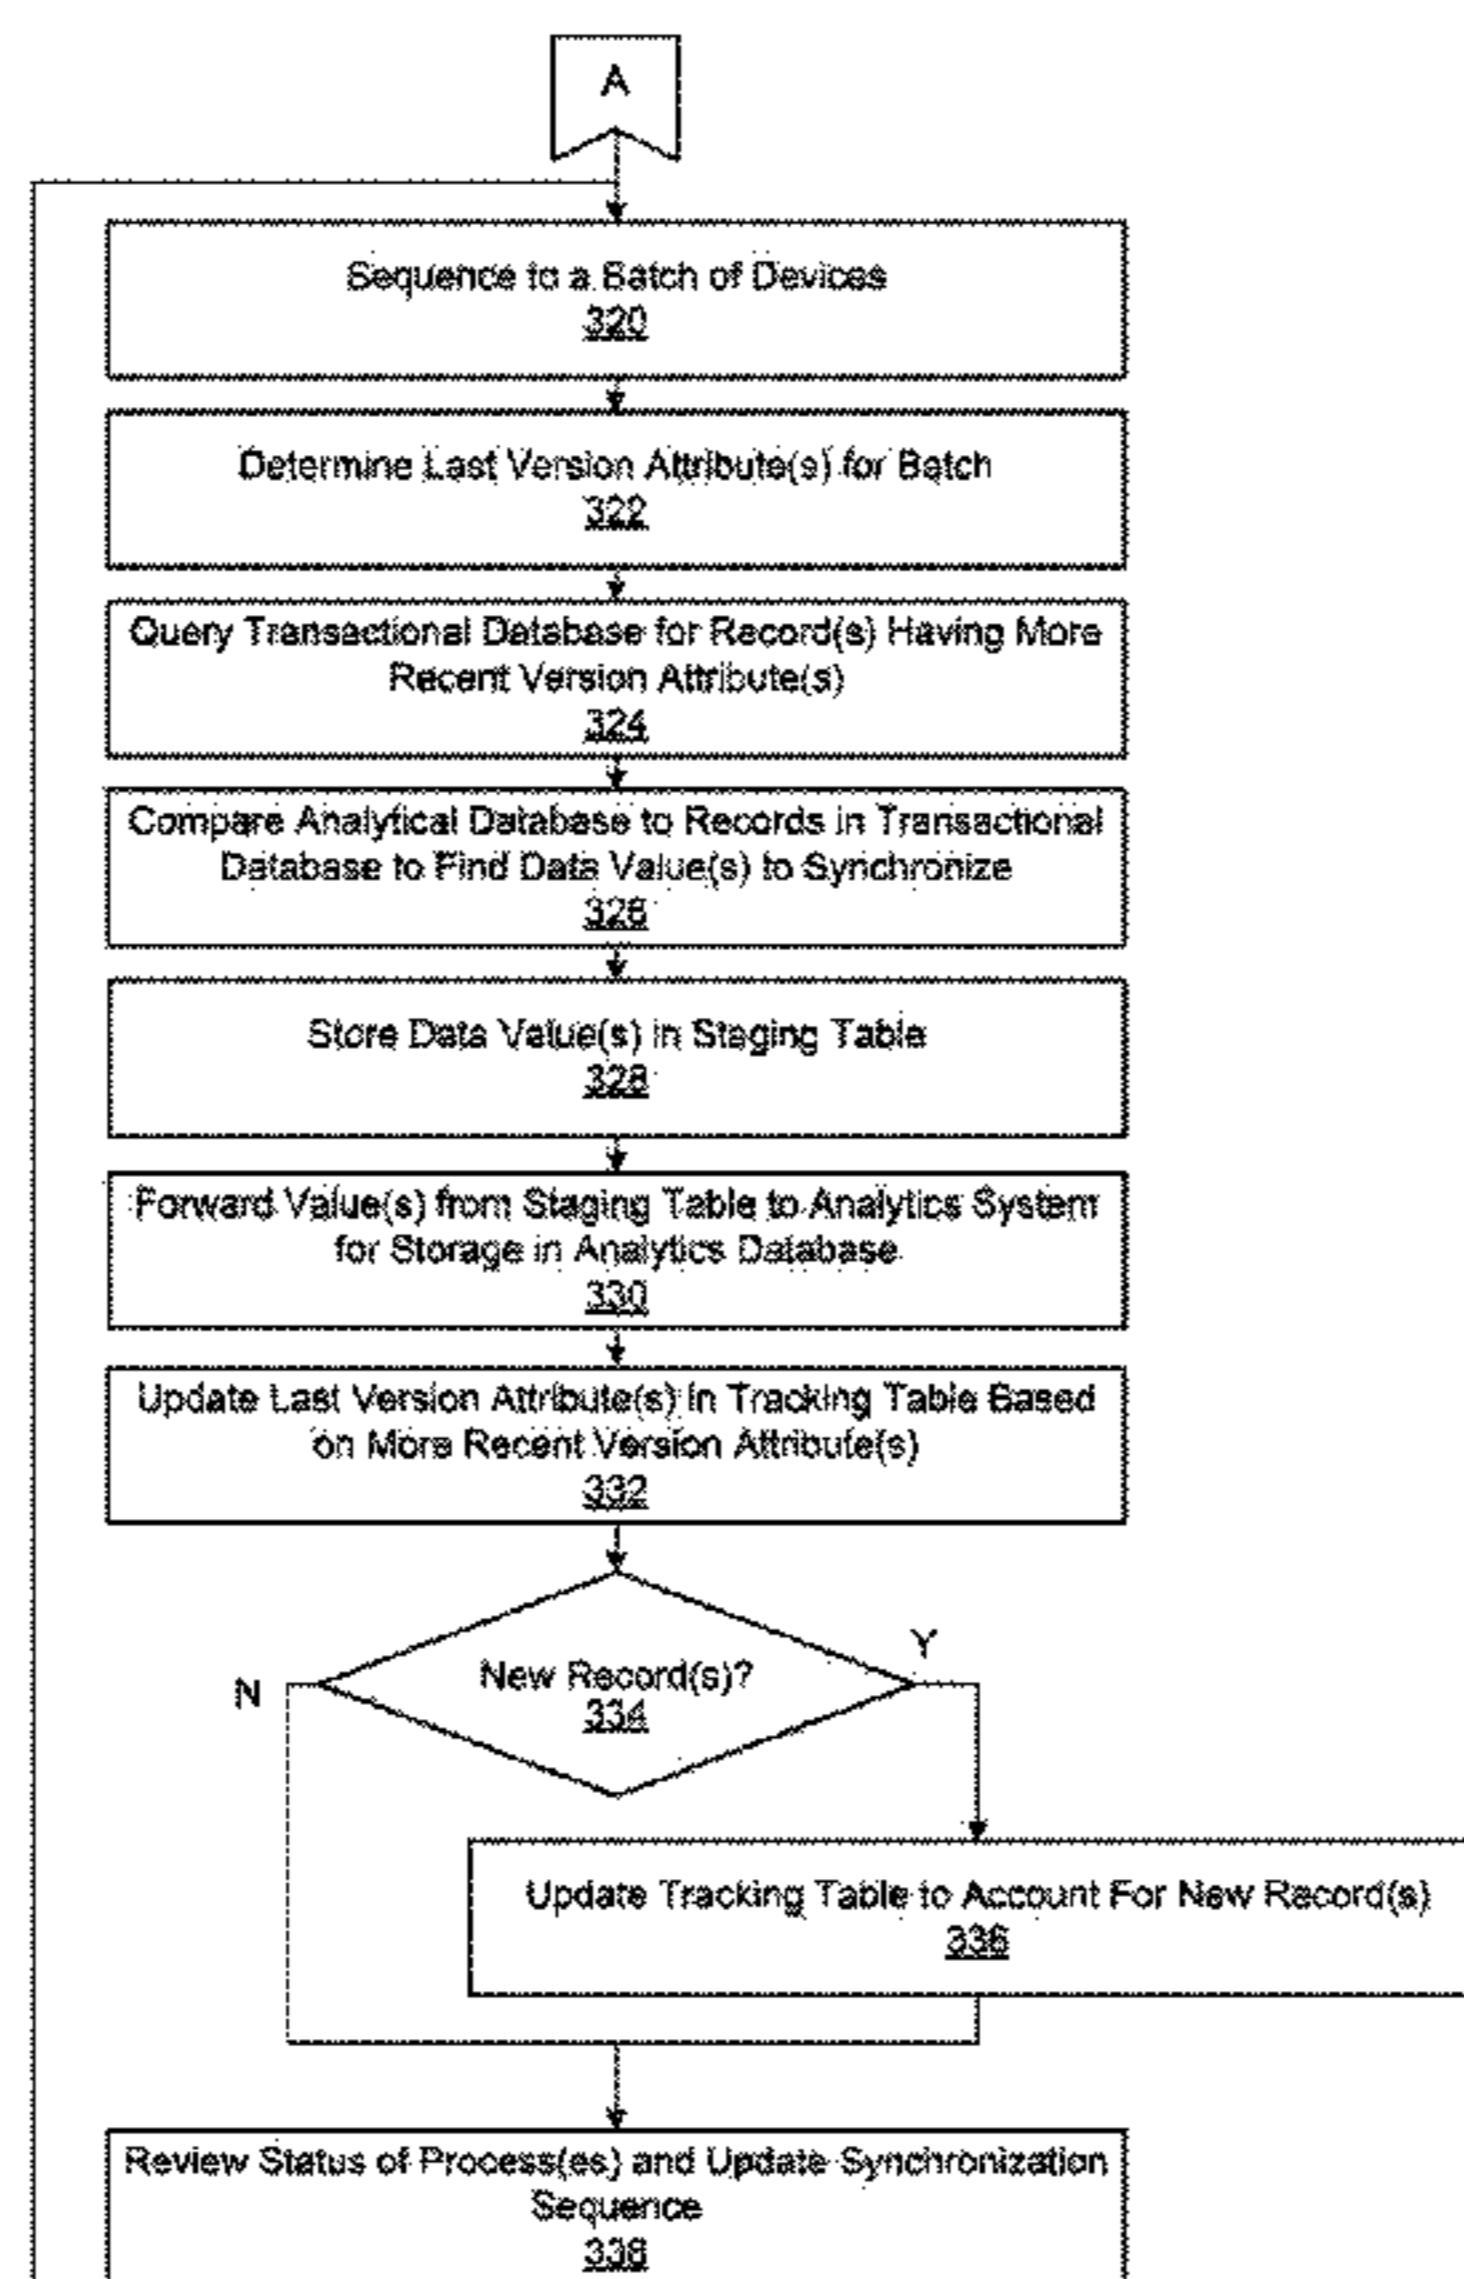 A
Sequence to a Batch of Devices
320
Determine Last Version Attribute(s) for Batch
322
Query Transactional Database for Record(s) Having More
Recent Version Attribute(s)
324
Compare Analytical Database to Records in Transactional
Database to Find Data Value(s) to Synchronize
326
Store Data Value(s) in Staging Table
328
Forward Value(s) from Staging Table to Analytics System
for Storage in Analytics Database
330
Update Last Version Attribute(s) in Tracking Table Based
on More Recent Version Attribute(s)
332
New Record(s)?
334
Y
N
Update Tracking Table to Account For New Record(s)
336
Review Status of Process(es) and Update Synchronization
Sequence
338